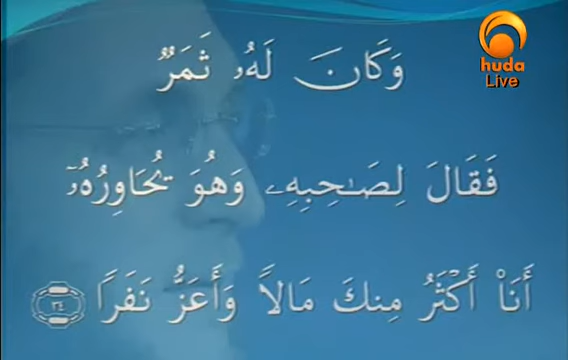 huda
Live
وَكَانَ لَهُۥ ثَمَرٌ
فَقَالَ لِصَـٰحِبِهِۦ وَهُوَ يُحَاوِرُهُۥٓ
أَنَا۠ أَكْثَرُ مِنكَ مَالًا وَأَعَزُّ نَفَرًا ٣٤